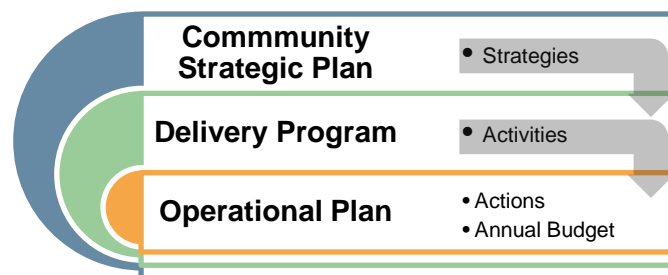 Commmunity
Strategic Plan
• Strategies
Delivery Program
• Activities
Operational Plan
• Actions
• Annual Budget